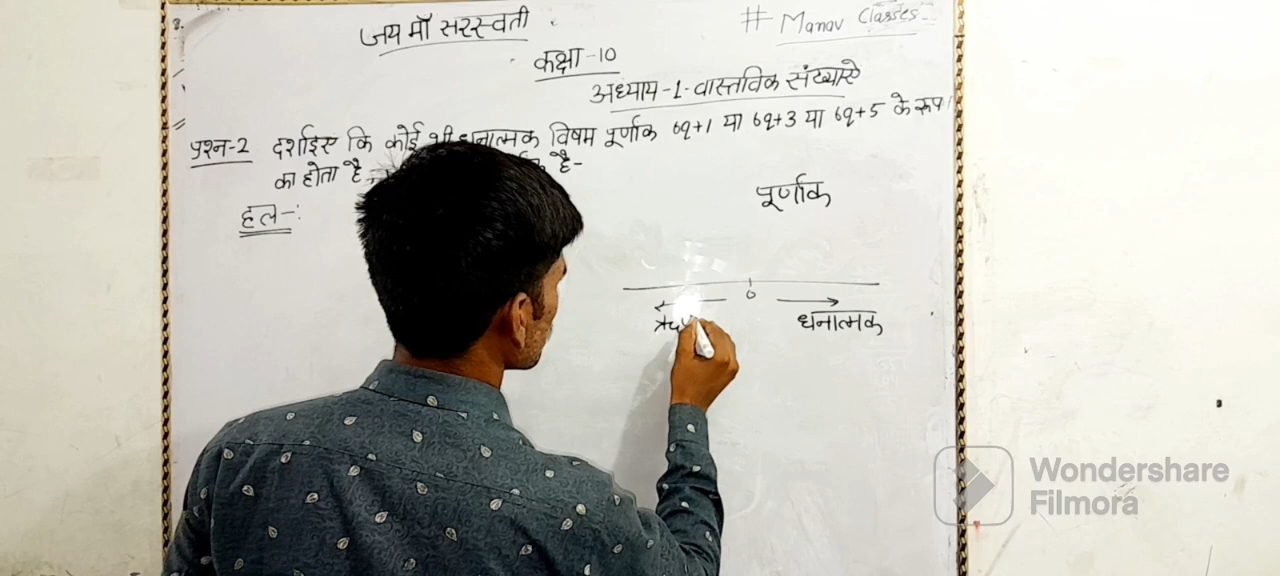 जय माँ सरस्वती
# Manav Classes
कक्षा-10
अध्याय-1-वास्तविक संख्याऐ
प्रश्न-2 दर्शाइए कि कोई भी धनात्मक विषम पूर्णाक 6q+1 या 6q+3 या 6q+5 के रूप
का होता है है-
हल-:
पूर्णाक
0
धनात्मक
Wondershare
Filmora